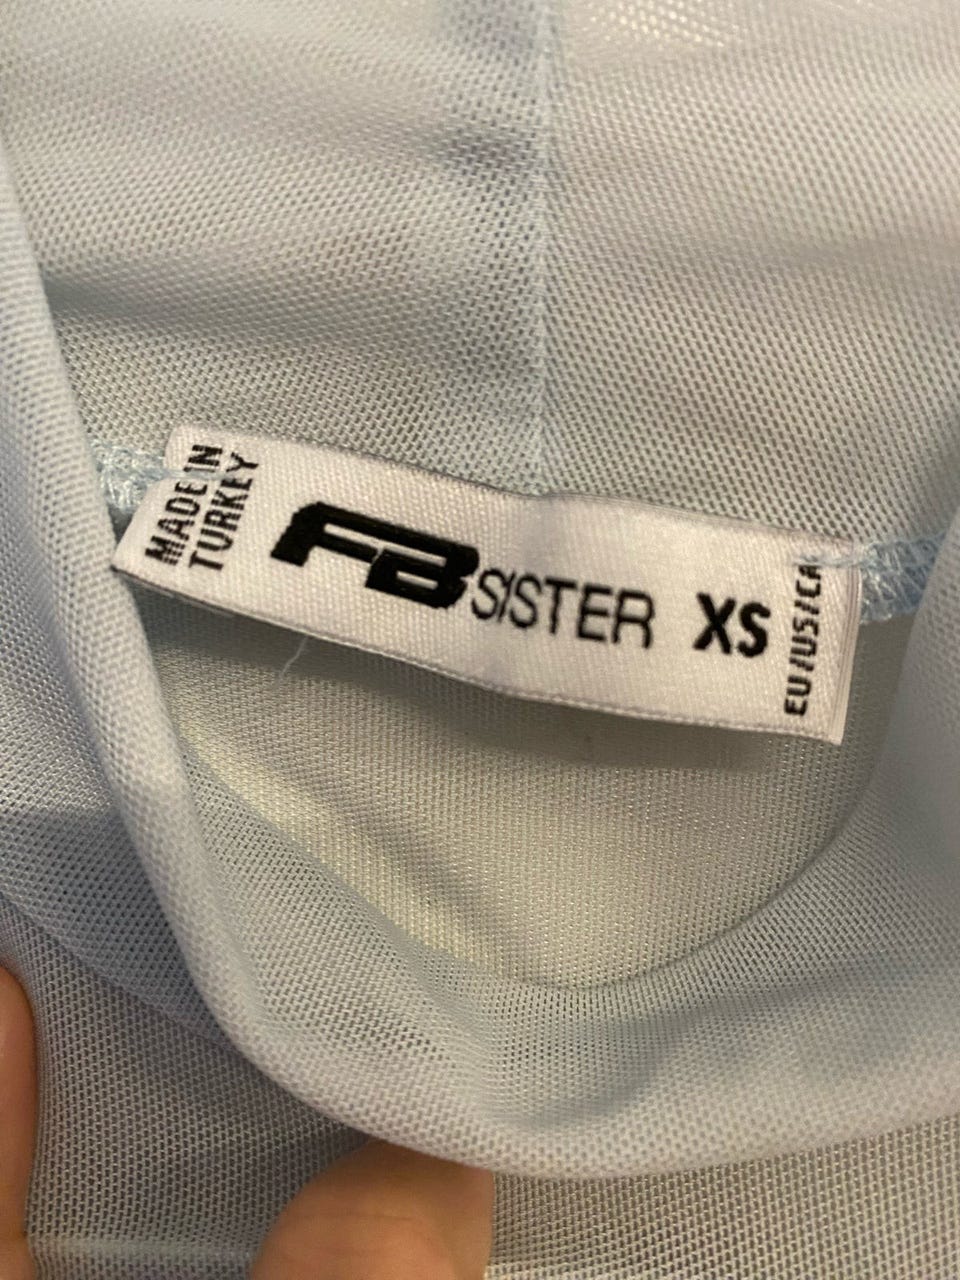 MADE IN
TURKEY
FB SISTER XS
EU/US/CA